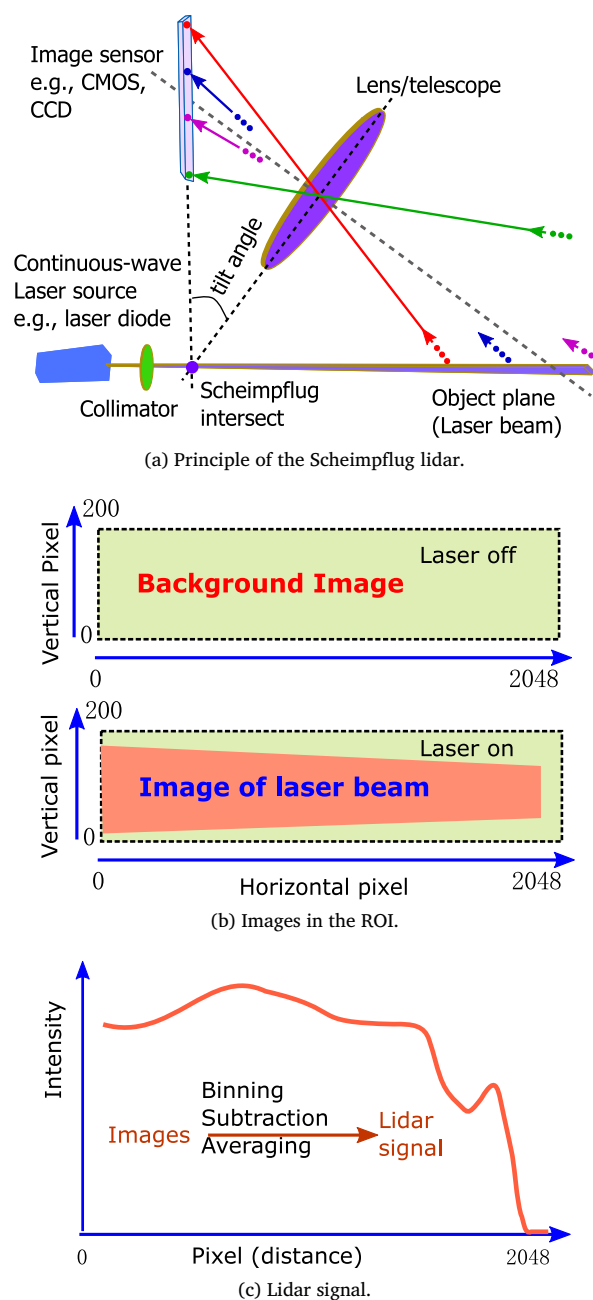 Image sensor
e.g., CMOS,
CCD
Lens/telescope
tilt angle
Continuous-wave
Laser source
e.g., laser diode
Collimator
Scheimpflug
intersect
Object plane
(Laser beam)
(a) Principle of the Scheimpflug lidar.
200
Vertical Pixel
Laser off
Background Image
0
0
2048
200
Vertical pixel
Laser on
Image of laser beam
0
0
Horizontal pixel
2048
(b) Images in the ROI.
Intensity
Binning
Subtraction
Averaging
Images
Lidar
signal
0
Pixel (distance)
2048
(c) Lidar signal.